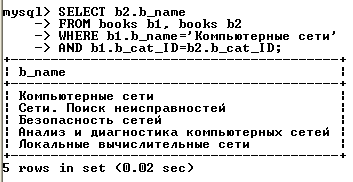 mysql> SELECT b2.b_name
-> FROM books b1, books b2
-> WHERE b1.b_name='Компьютерные сети'
-> AND b1.b_cat_ID=b2.b_cat_ID;
+-------------------------------------+
| b_name                              |
+-------------------------------------+
| Компьютерные сети                   |
| Сети. Поиск неисправностей          |
| Безопасность сетей                  |
| Анализ и диагностика компьютерных сетей |
| Локальные вычислительные сети       |
+-------------------------------------+
5 rows in set (0.02 sec)